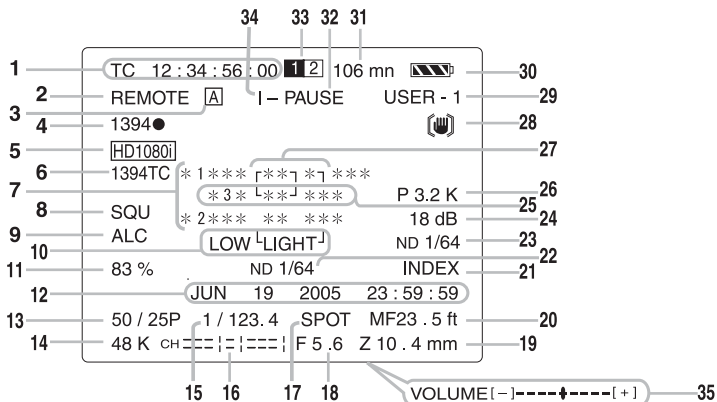 34 33 32 31
1 TC 12 : 34 : 56 : 00 1 2 106 mn 30
2 REMOTE A I – PAUSE USER - 1 29
3
4 1394● 28
5 HD1080i 27
6 1394TC ＊1＊＊＊ ＊＊ ＊ ＊＊＊
7 ＊3＊ ＊＊ ＊＊＊ P 3.2 K 26
25
8 SQU ＊2＊＊＊ ＊＊ ＊＊＊ 18 dB 24
9 ALC ND 1/64 23
10 LOW LIGHT 22
11 83 % ND 1/64 INDEX 21
12 JUN 19 2005 23 : 59 : 59
13 50 / 25P 1 / 123. 4 SPOT MF23 . 5 ft 20
14 48 K CH F 5 .6 Z 10 . 4 mm 19
15 16 17 18 VOLUME [ – ] - - - - ♦ - - - - [ + ] 35